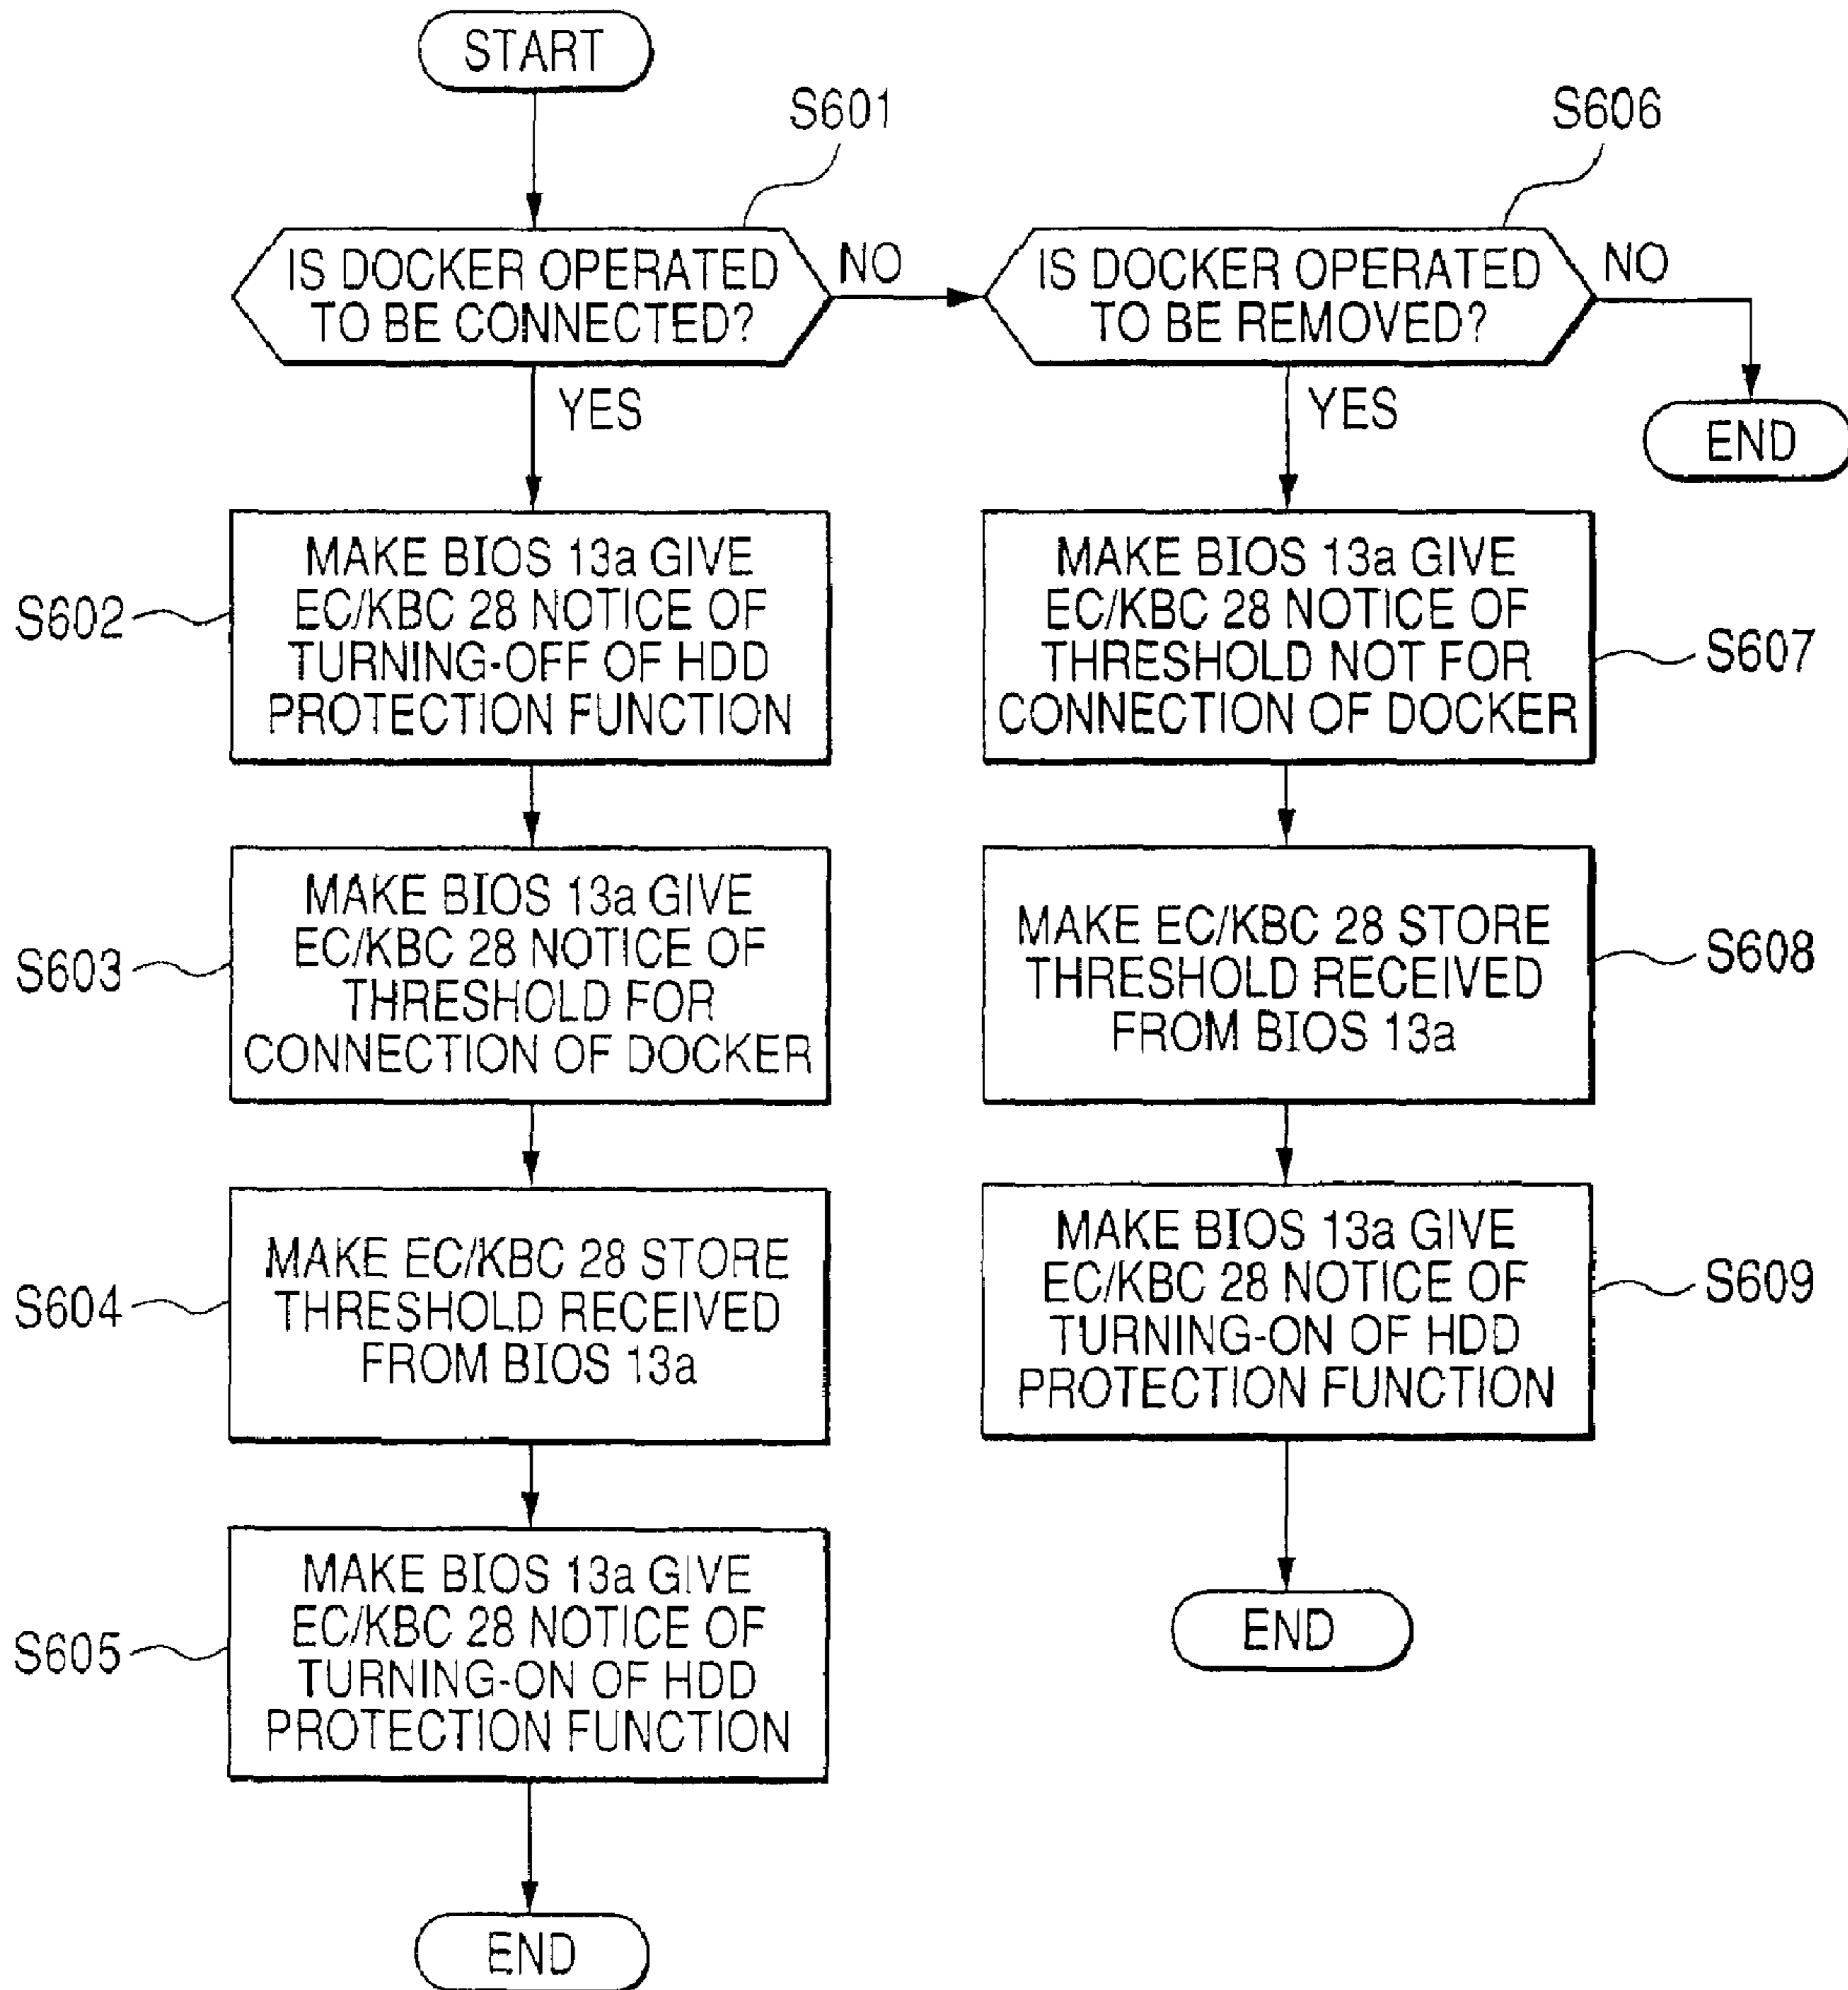 START
S601
S606
IS DOCKER OPERATED
TO BE CONNECTED?
NO
IS DOCKER OPERATED
TO BE REMOVED?
NO
YES
YES
END
S602
MAKE BIOS 13a GIVE
EC/KBC 28 NOTICE OF
TURNING-OFF OF HDD
PROTECTION FUNCTION
MAKE BIOS 13a GIVE
EC/KBC 28 NOTICE OF
THRESHOLD NOT FOR
CONNECTION OF DOCKER
S607
S603
MAKE BIOS 13a GIVE
EC/KBC 28 NOTICE OF
THRESHOLD FOR
CONNECTION OF DOCKER
MAKE EC/KBC 28 STORE
THRESHOLD RECEIVED
FROM BIOS 13a
S608
S604
MAKE EC/KBC 28 STORE
THRESHOLD RECEIVED
FROM BIOS 13a
MAKE BIOS 13a GIVE
EC/KBC 28 NOTICE OF
TURNING-ON OF HDD
PROTECTION FUNCTION
S609
S605
MAKE BIOS 13a GIVE
EC/KBC 28 NOTICE OF
TURNING-ON OF HDD
PROTECTION FUNCTION
END
END